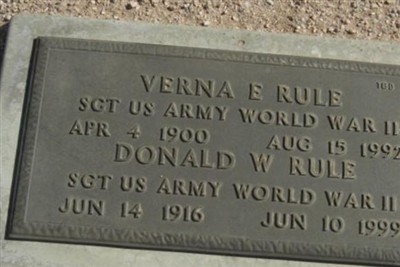 VERNA E RULE
SGT US ARMY WORLD WAR II
APR 4 1900 AUG 15 1992
DONALD W RULE
SGT US ARMY WORLD WAR II
JUN 14 1916 JUN 10 1999